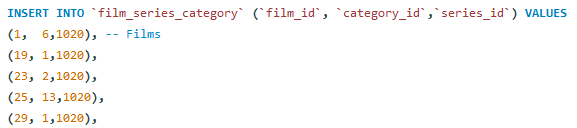 INSERT INTO `film_series_category` (`film_id`, `category_id`,`series_id`) VALUES
(1,  6,1020), -- Films
(19, 1,1020),
(23, 2,1020),
(25, 13,1020),
(29, 1,1020),